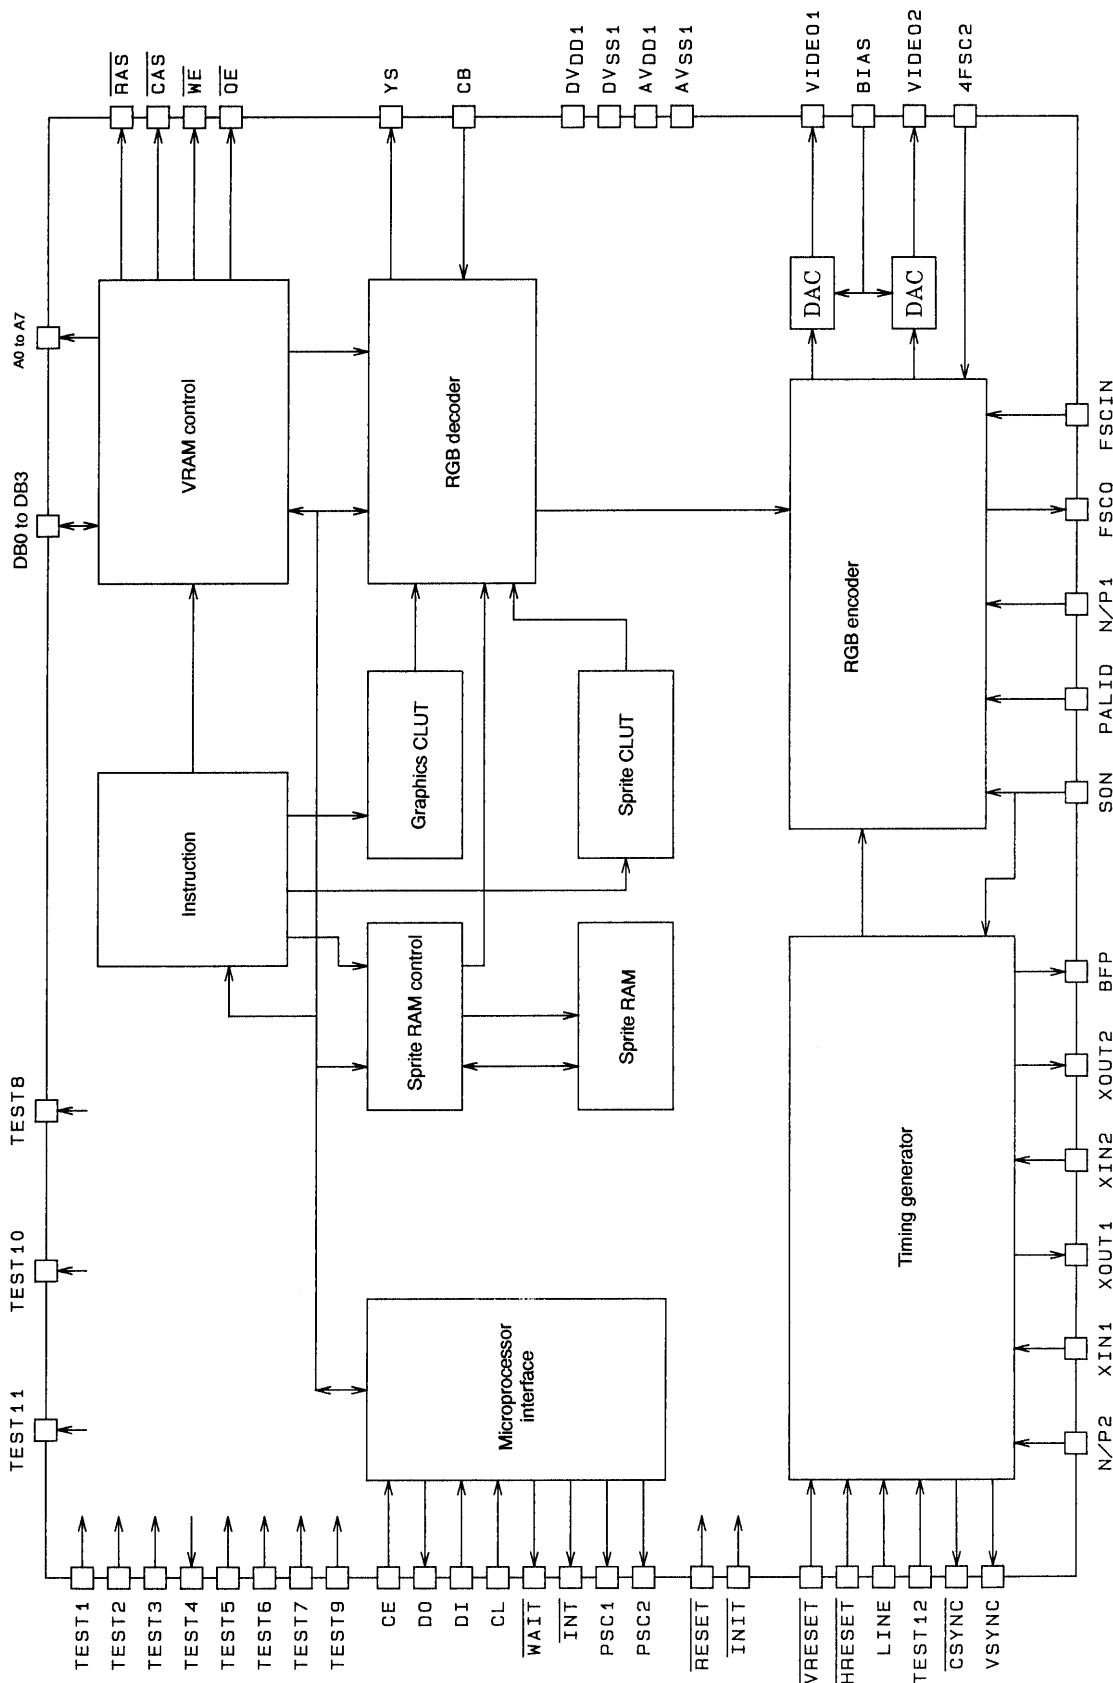 RAS
CAS
WE
OE
YS
CB
DVDD1
DVSS1
AVDD1
AVSS1
VIDEO1
BIAS
VIDEO2
4FSC2
A0 to A7
DB0 to DB3
TEST8
TEST10
TEST11
VRAM control
RGB decoder
DAC
DAC
RGB encoder
Instruction
Graphics CLUT
Sprite CLUT
Sprite RAM control
Sprite RAM
Microprocessor
interface
Timing generator
FSCIN
FSCO
N/P1
PALID
SON
BFP
XOUT2
XIN2
XOUT1
XIN1
N/P2
TEST1
TEST2
TEST3
TEST4
TEST5
TEST6
TEST7
TEST9
CE
DO
DI
CL
WAIT
INT
PSC1
PSC2
RESET
INIT
VRESET
HRESET
LINE
TEST12
CSYNC
VSYNC